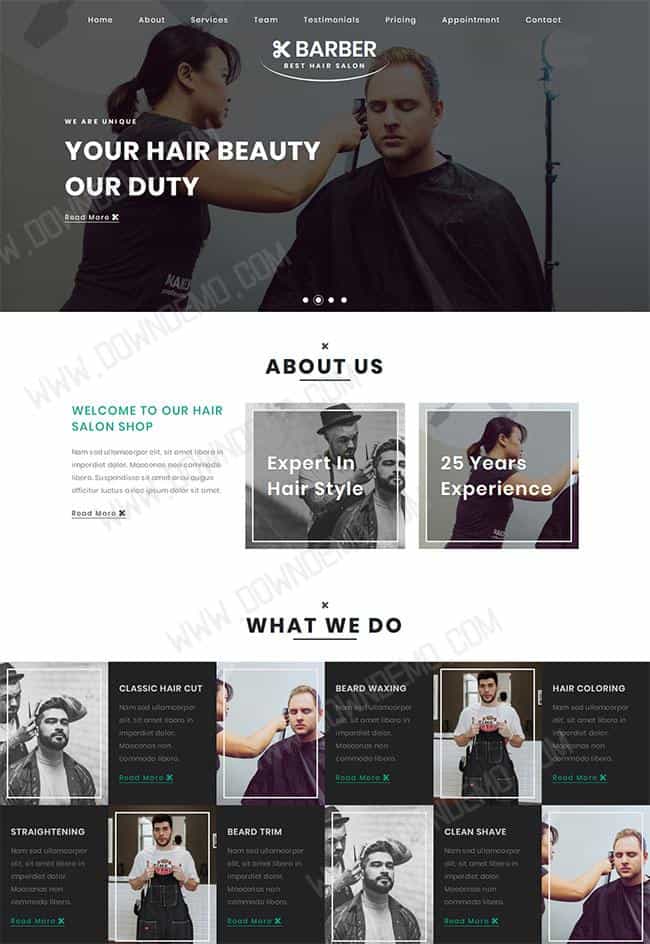 Home About Services Team Testimonials Pricing Appointment Contact
BARBER
BEST HAIR SALON
WE ARE UNIQUE
YOUR HAIR BEAUTY
OUR DUTY
Read More
WWW.DOWNDEMO.COM
ABOUT US
WELCOME TO OUR HAIR
SALON SHOP
Nam sed ullamcorper elit, sit amet libero in
imperdiet dolor. Maecenas non commodo
libero. Suspendisse sit amet arcu augue
officitur luctus a nec ipsum dolor sit amet.
Read More
Expert In
Hair Style
25 Years
Experience
WHAT WE DO
CLASSIC HAIR CUT
Nam sed ullamcorper
elit, sit amet libero in
imperdiet dolor.
Maecenas non
commodo libero.
Read More
BEARD WAXING
Nam sed ullamcorper
elit, sit amet libero in
imperdiet dolor.
Maecenas non
commodo libero.
Read More
HAIR COLORING
Nam sed ullamcorper
elit, sit amet libero in
imperdiet dolor.
Maecenas non
commodo libero.
Read More
STRAIGHTENING
Nam sed ullamcorper
elit, sit amet libero in
imperdiet dolor.
Maecenas non
commodo libero.
Read More
BEARD TRIM
Nam sed ullamcorper
elit, sit amet libero in
imperdiet dolor.
Maecenas non
commodo libero.
Read More
CLEAN SHAVE
Nam sed ullamcorper
elit, sit amet libero in
imperdiet dolor.
Maecenas non
commodo libero.
Read More